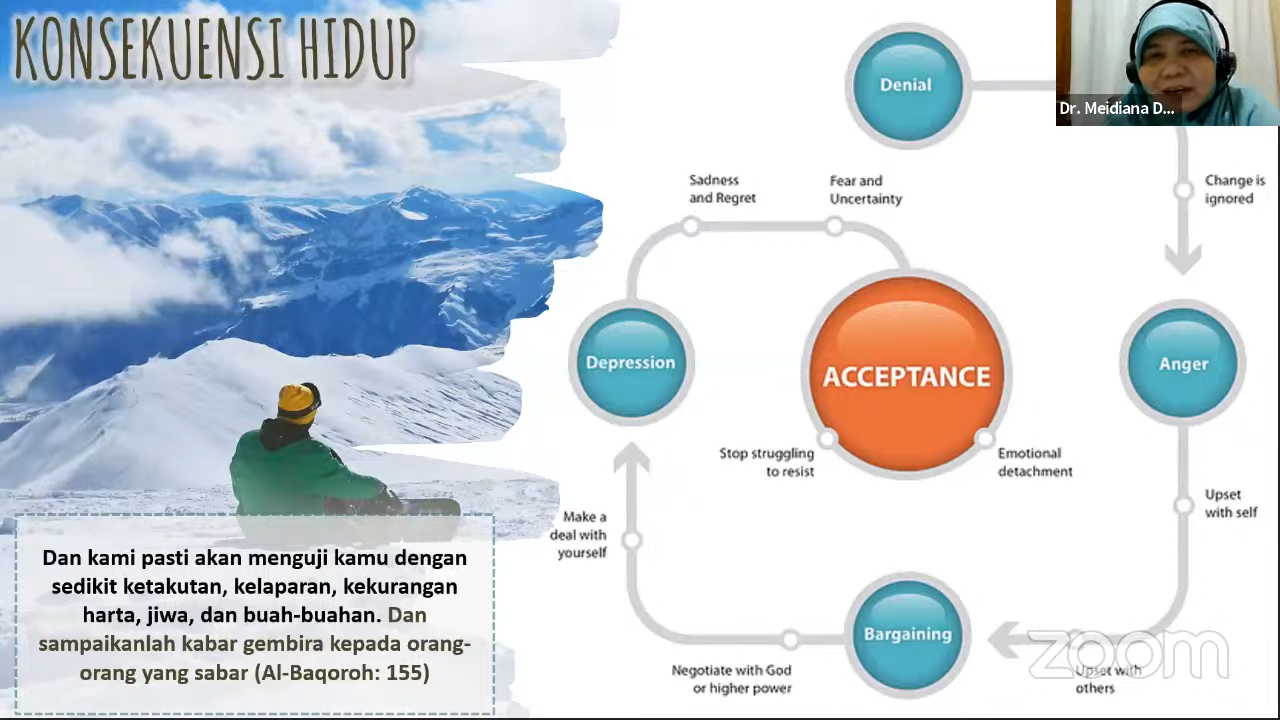 KONSEKUENSI HIDUP
Denial
Dr. Meidiana D...
Change is
ignored
Anger
Upset
with self
Upset with
others
Bargaining
Negotiate with God
or higher power
Make a
deal with
yourself
Depression
Sadness
and Regret
Fear and
Uncertainty
ACCEPTANCE
Stop struggling
to resist
Emotional
detachment
Dan kami pasti akan menguji kamu dengan
sedikit ketakutan, kelaparan, kekurangan
harta, jiwa, dan buah-buahan. Dan
sampaikanlah kabar gembira kepada orang-
orang yang sabar (Al-Baqoroh: 155)
zoom